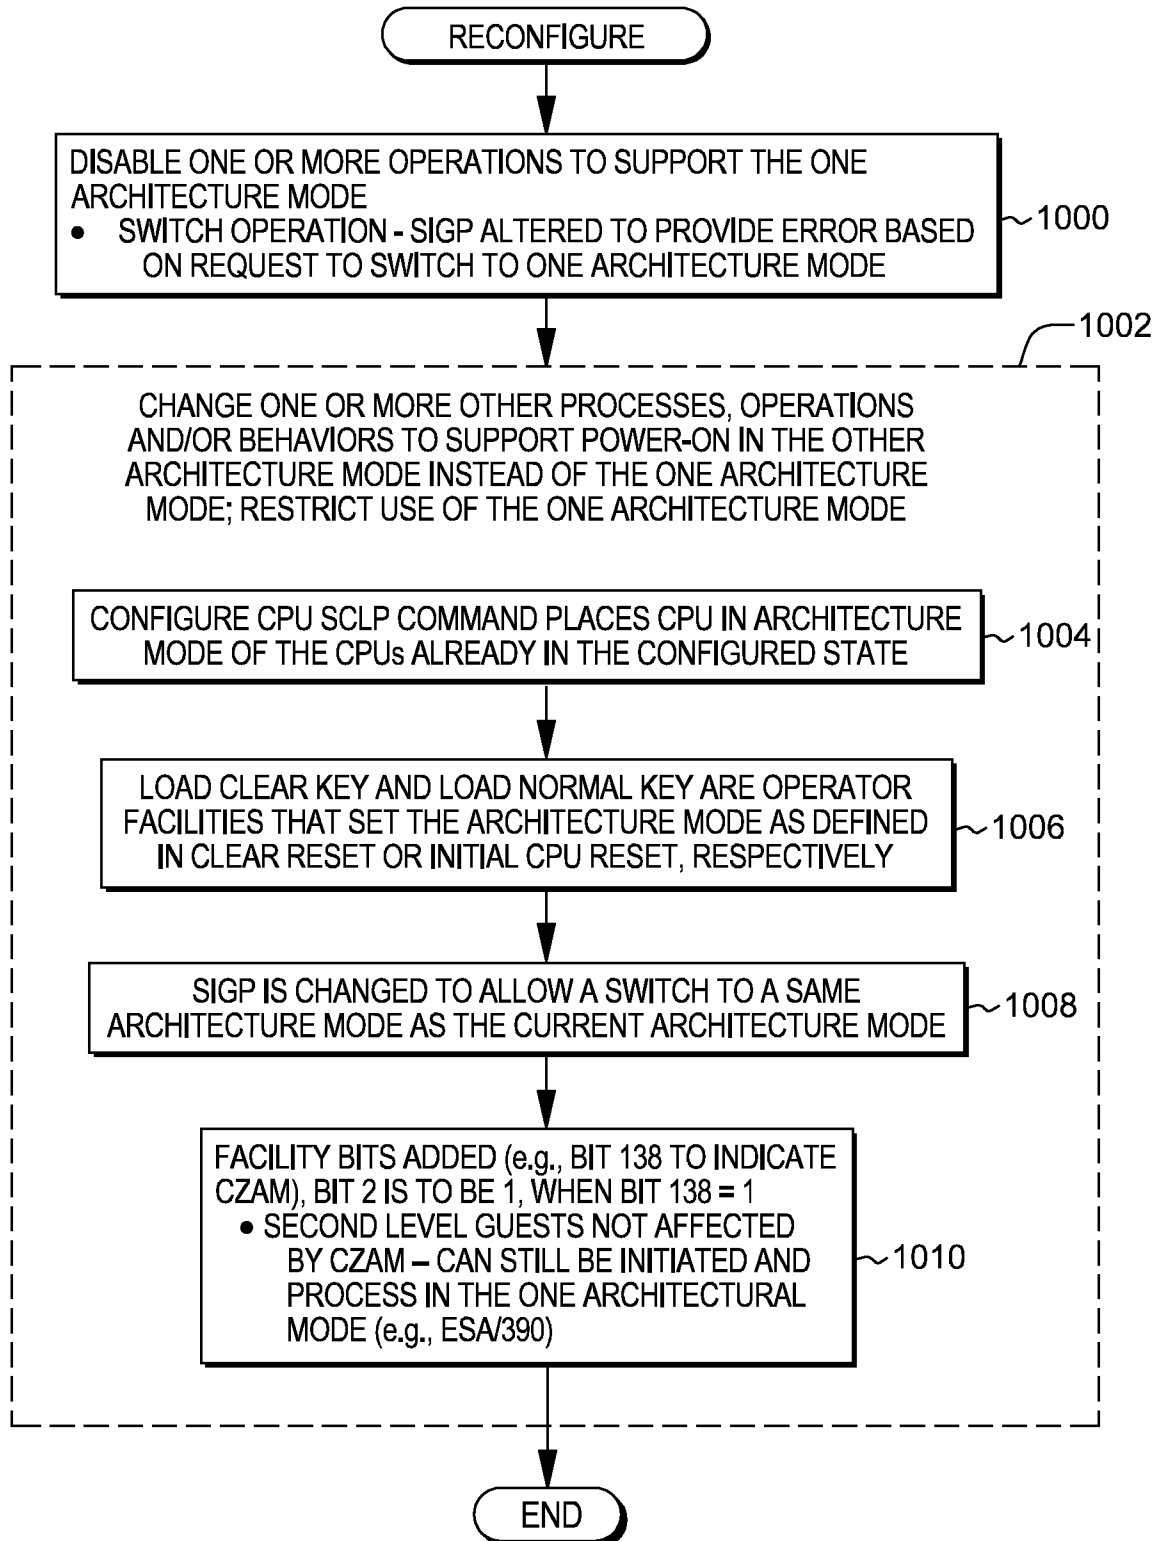 RECONFIGURE
DISABLE ONE OR MORE OPERATIONS TO SUPPORT THE ONE
ARCHITECTURE MODE
• SWITCH OPERATION - SIGP ALTERED TO PROVIDE ERROR BASED
ON REQUEST TO SWITCH TO ONE ARCHITECTURE MODE
1000
1002
CHANGE ONE OR MORE OTHER PROCESSES, OPERATIONS
AND/OR BEHAVIORS TO SUPPORT POWER-ON IN THE OTHER
ARCHITECTURE MODE INSTEAD OF THE ONE ARCHITECTURE
MODE; RESTRICT USE OF THE ONE ARCHITECTURE MODE
CONFIGURE CPU SCLP COMMAND PLACES CPU IN ARCHITECTURE
MODE OF THE CPUs ALREADY IN THE CONFIGURED STATE
1004
LOAD CLEAR KEY AND LOAD NORMAL KEY ARE OPERATOR
FACILITIES THAT SET THE ARCHITECTURE MODE AS DEFINED
IN CLEAR RESET OR INITIAL CPU RESET, RESPECTIVELY
1006
SIGP IS CHANGED TO ALLOW A SWITCH TO A SAME
ARCHITECTURE MODE AS THE CURRENT ARCHITECTURE MODE
1008
FACILITY BITS ADDED (e.g., BIT 138 TO INDICATE
CZAM), BIT 2 IS TO BE 1, WHEN BIT 138 = 1
• SECOND LEVEL GUESTS NOT AFFECTED
BY CZAM – CAN STILL BE INITIATED AND
PROCESS IN THE ONE ARCHITECTURAL
MODE (e.g., ESA/390)
1010
END